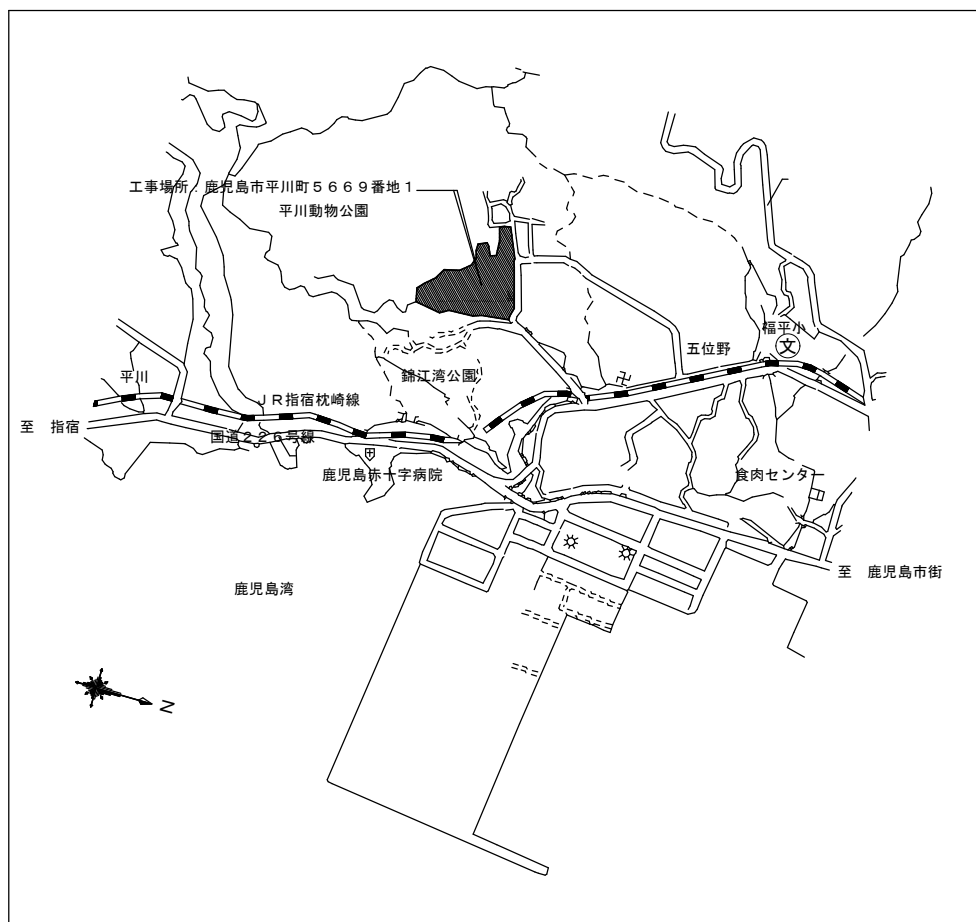 工事場所：鹿児島市平川町５６６９番地１
平川動物公園
福平小
文
五位野
平川
錦江湾公園
ＪＲ指宿枕崎線
至　指宿
国道２２６号線
鹿児島赤十字病院
食肉センター
至　鹿児島市街
鹿児島湾
N